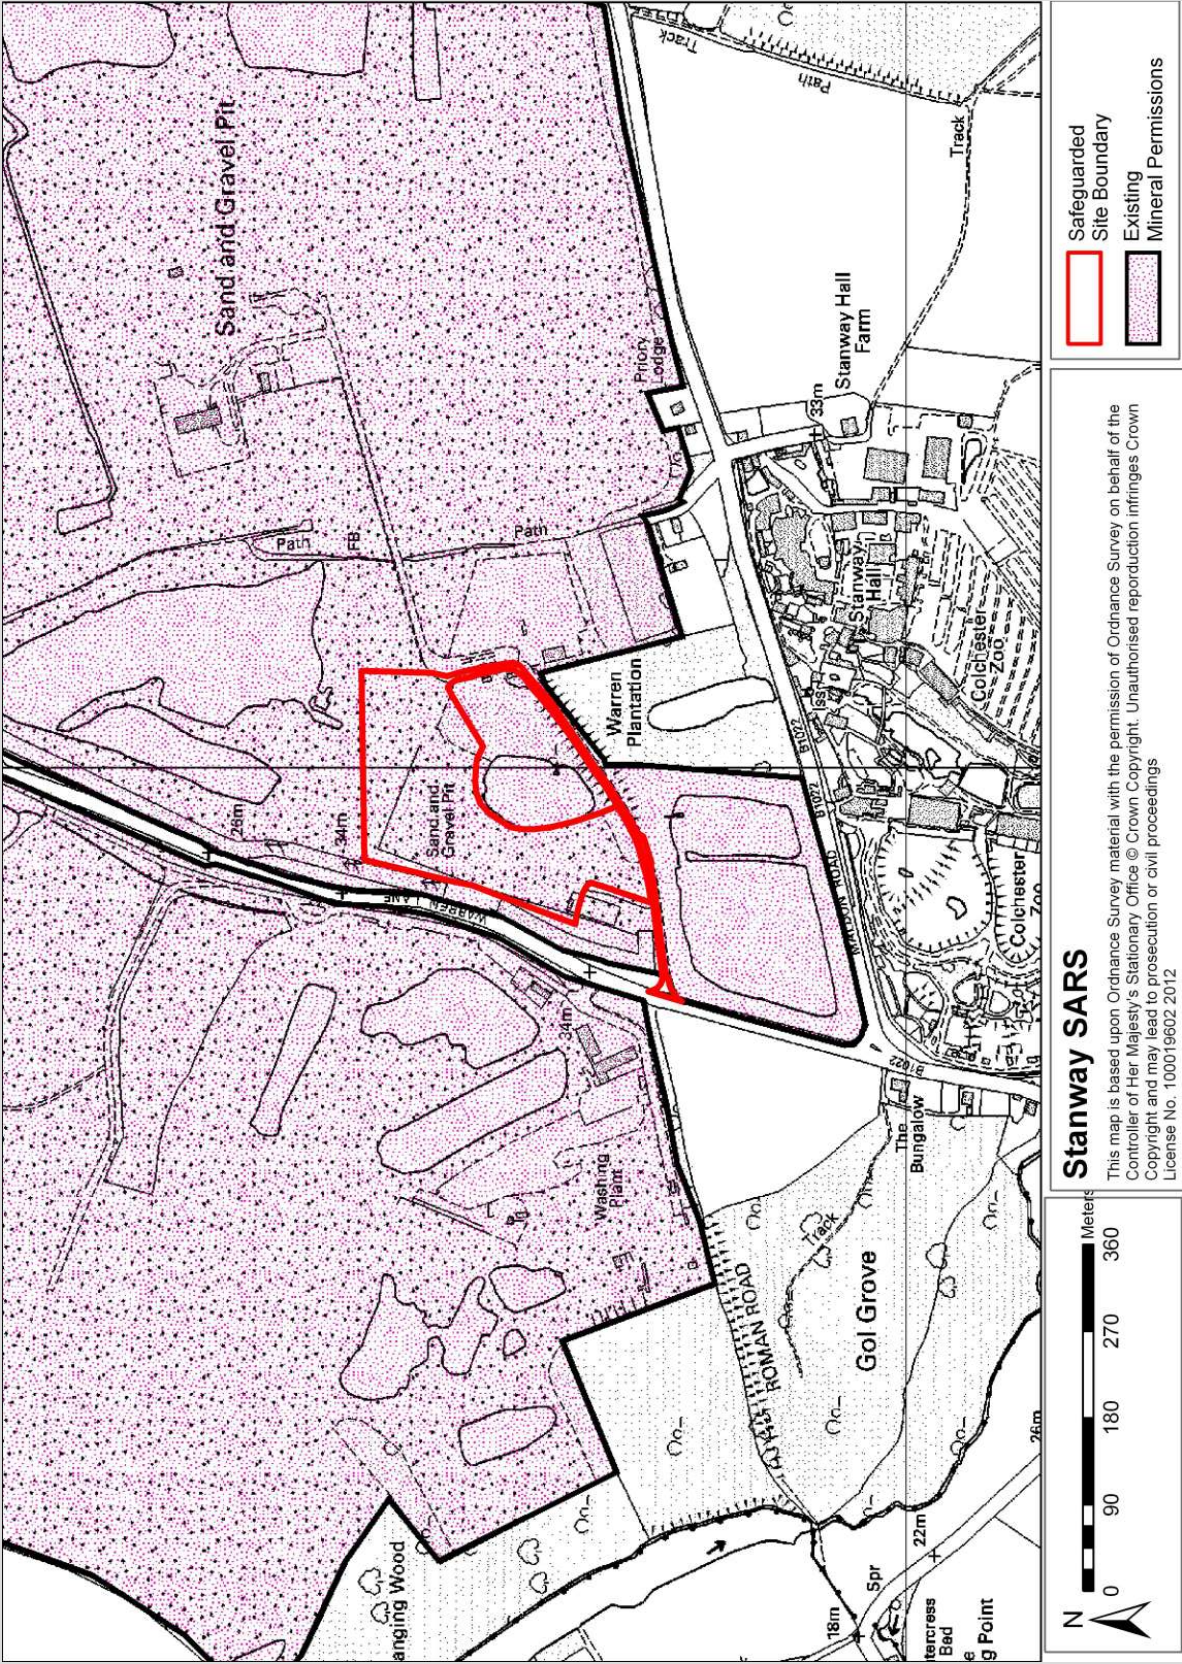 Sand and Gravel Pit
Track
Path
Track
Path
FB
Path
Priory
Lodge
Stanway Hall
Farm
33m
26m
34m
Sand and
Gravel Pit
WARREN LANE
Warren
Plantation
Stanway
Hall
Colchester
Zoo
B1022
B1022
Colchester
Zoo
B1022
Washing
Plant
The
Bungalow
Track
ROMAN ROAD
Gol Grove
anging Wood
26m
22m
18m
Spr
tercress
Bed
g Point
Safeguarded
Site Boundary
Existing
Mineral Permissions
Stanway SARS
This map is based upon Ordnance Survey material with the permission of Ordnance Survey on behalf of the
Controller of Her Majesty's Stationary Office © Crown Copyright. Unauthorised reporduction infringes Crown
Copyright and may lead to prosecution or civil proceedings
License No. 100019602 2012
N
0 90 180 270 360
Meters